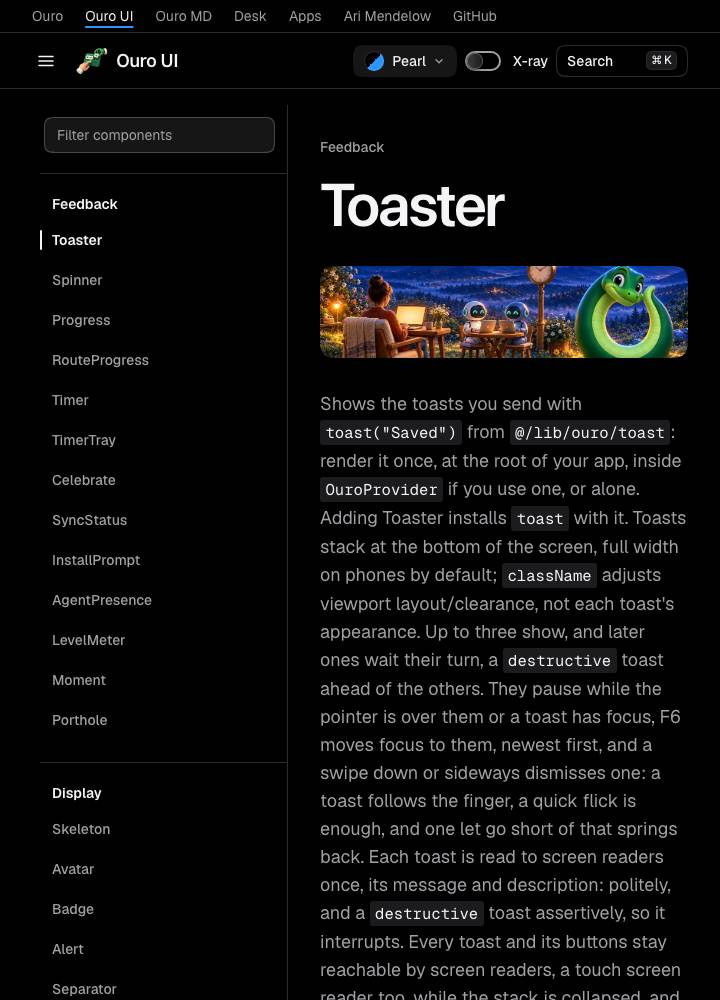 Ouro Ouro UI Ouro MD Desk Apps Ari Mendelow GitHub
Ouro UI Pearl X-ray Search ⌘ K
Filter components
Feedback
Toaster
Spinner
Progress
RouteProgress
Timer
TimerTray
Celebrate
SyncStatus
InstallPrompt
AgentPresence
LevelMeter
Moment
Porthole
Display
Skeleton
Avatar
Badge
Alert
Separator
Feedback
Toaster
Shows the toasts you send with
toast("Saved") from @/lib/ouro/toast:
render it once, at the root of your app, inside
OuroProvider if you use one, or alone.
Adding Toaster installs toast with it. Toasts
stack at the bottom of the screen, full width
on phones by default; className adjusts
viewport layout/clearance, not each toast's
appearance. Up to three show, and later
ones wait their turn, a destructive toast
ahead of the others. They pause while the
pointer is over them or a toast has focus, F6
moves focus to them, newest first, and a
swipe down or sideways dismisses one: a
toast follows the finger, a quick flick is
enough, and one let go short of that springs
back. Each toast is read to screen readers
once, its message and description: politely,
and a destructive toast assertively, so it
interrupts. Every toast and its buttons stay
reachable by screen readers, a touch screen
reader too, while the stack is collapsed, and